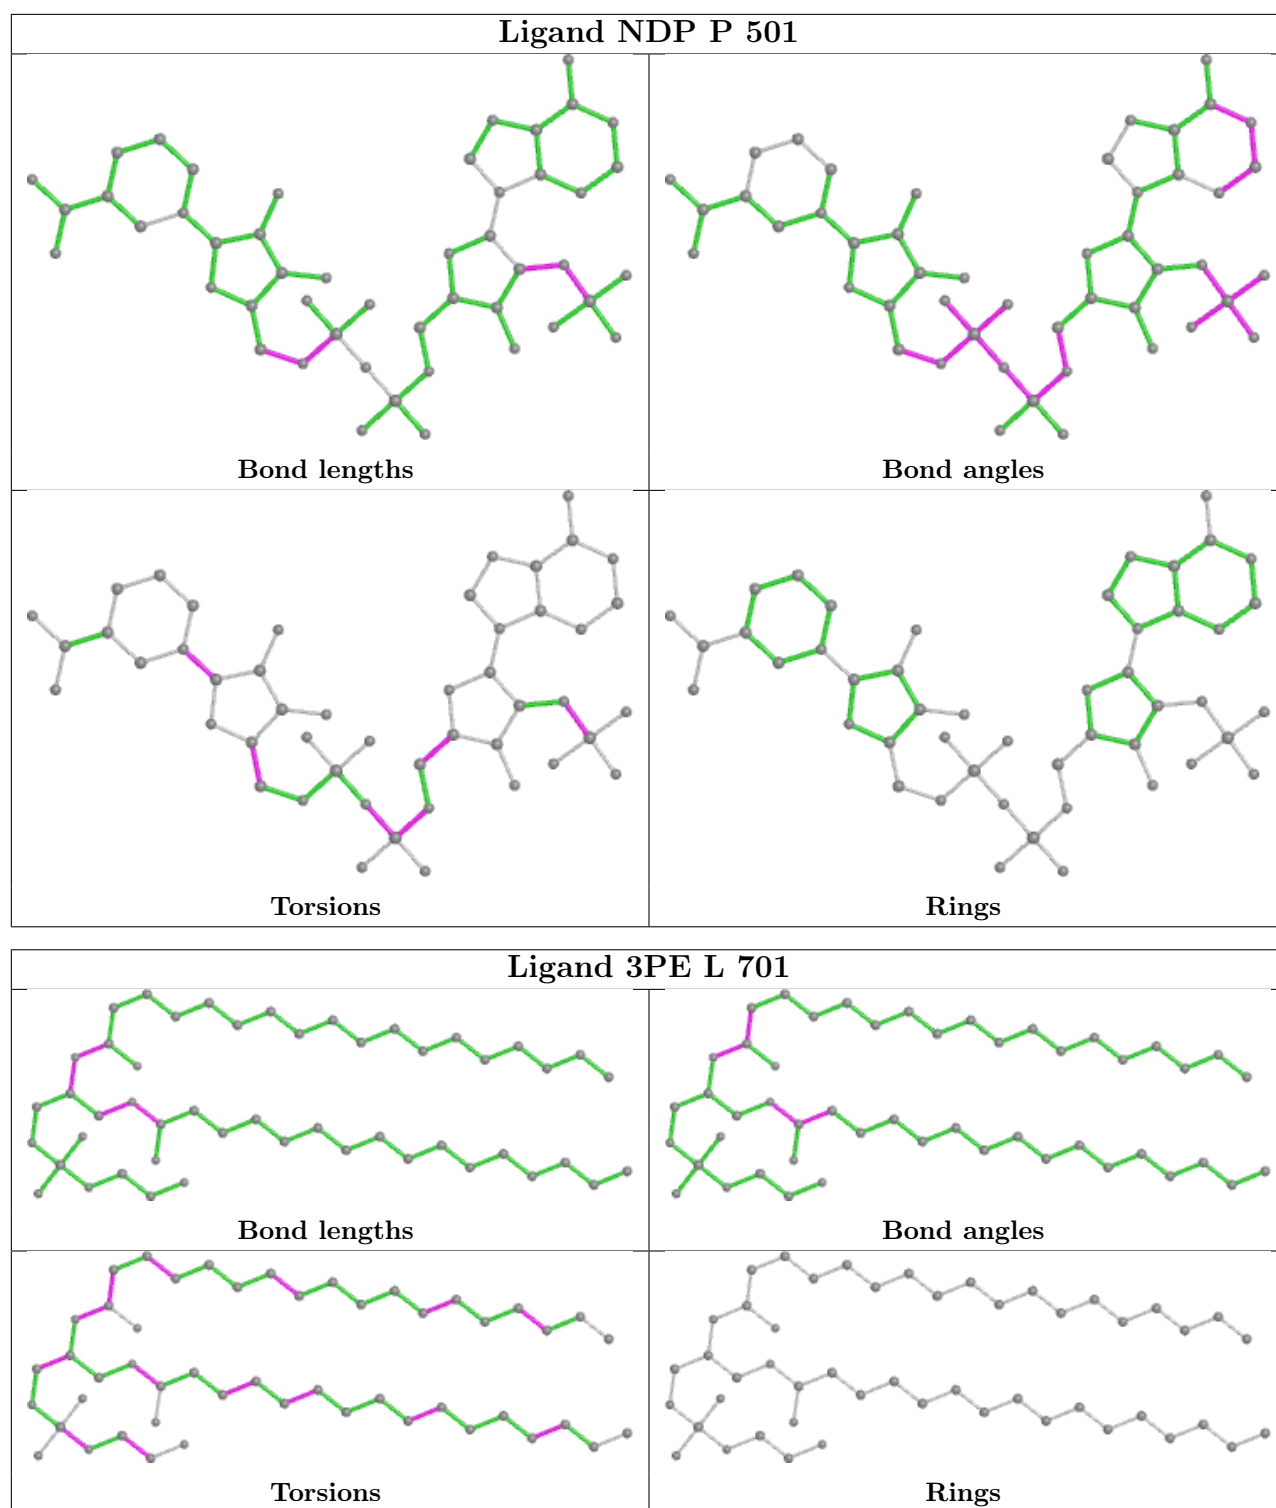 Ligand NDP P 501
Bond lengths
Bond angles
Torsions
Rings
Ligand 3PE L 701
Bond lengths
Bond angles
Torsions
Rings